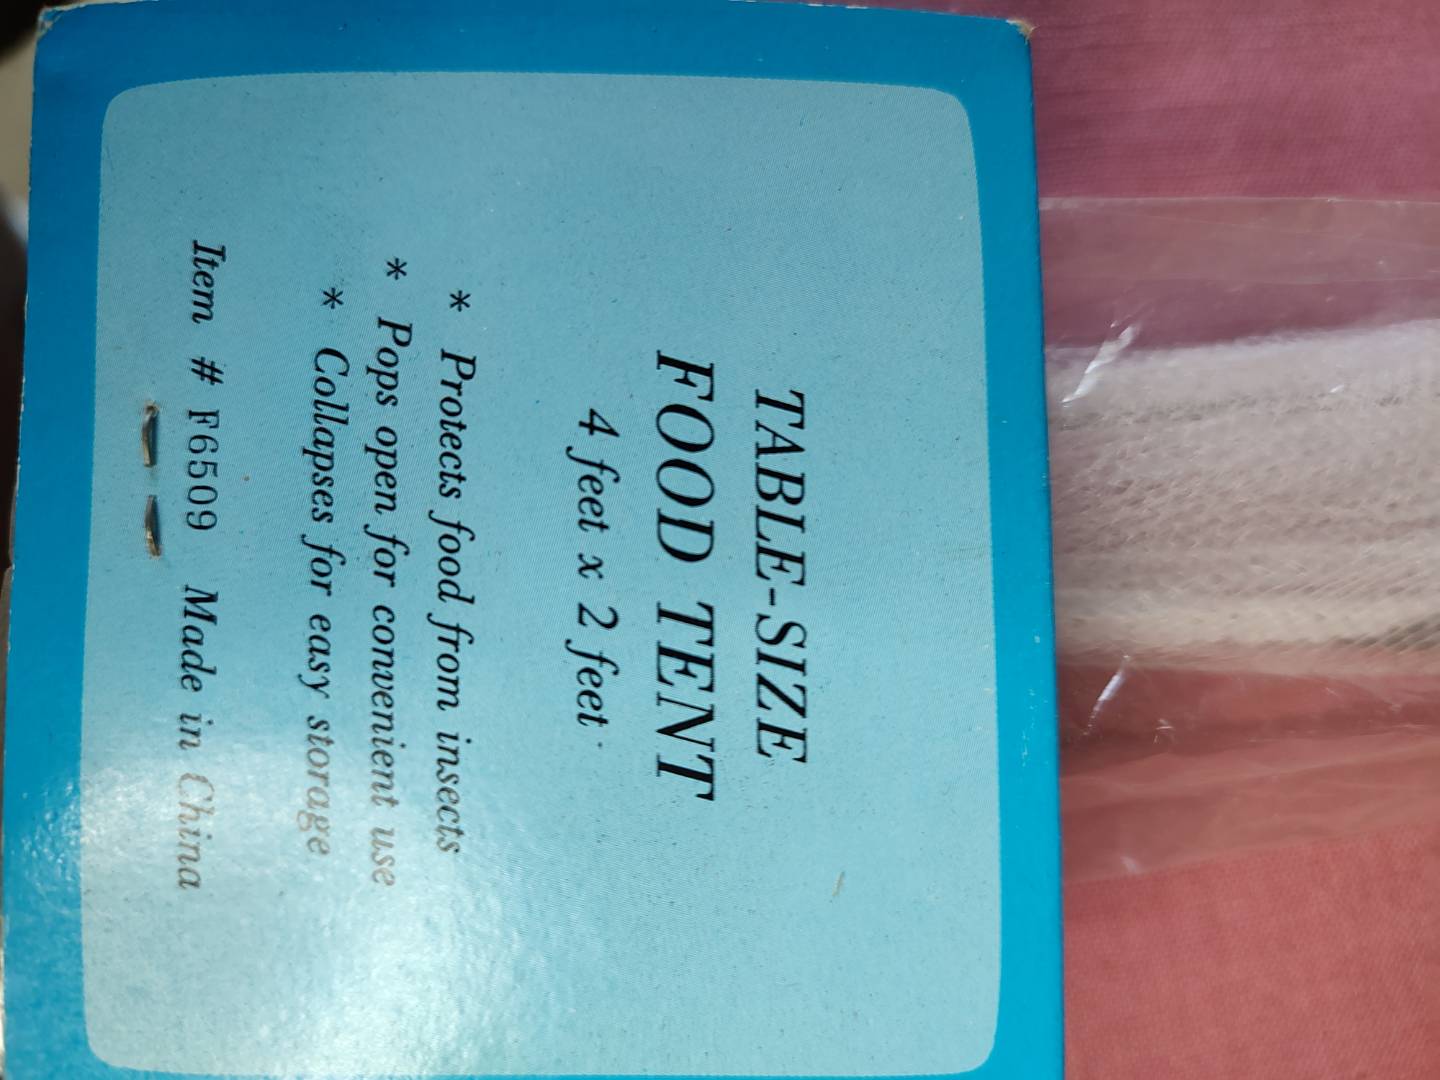 TABLE-SIZE
FOOD TENT
4 feet x 2 feet
* Protects food from insects
* Pops open for convenient use
* Collapses for easy storage
Item # F6509 Made in China